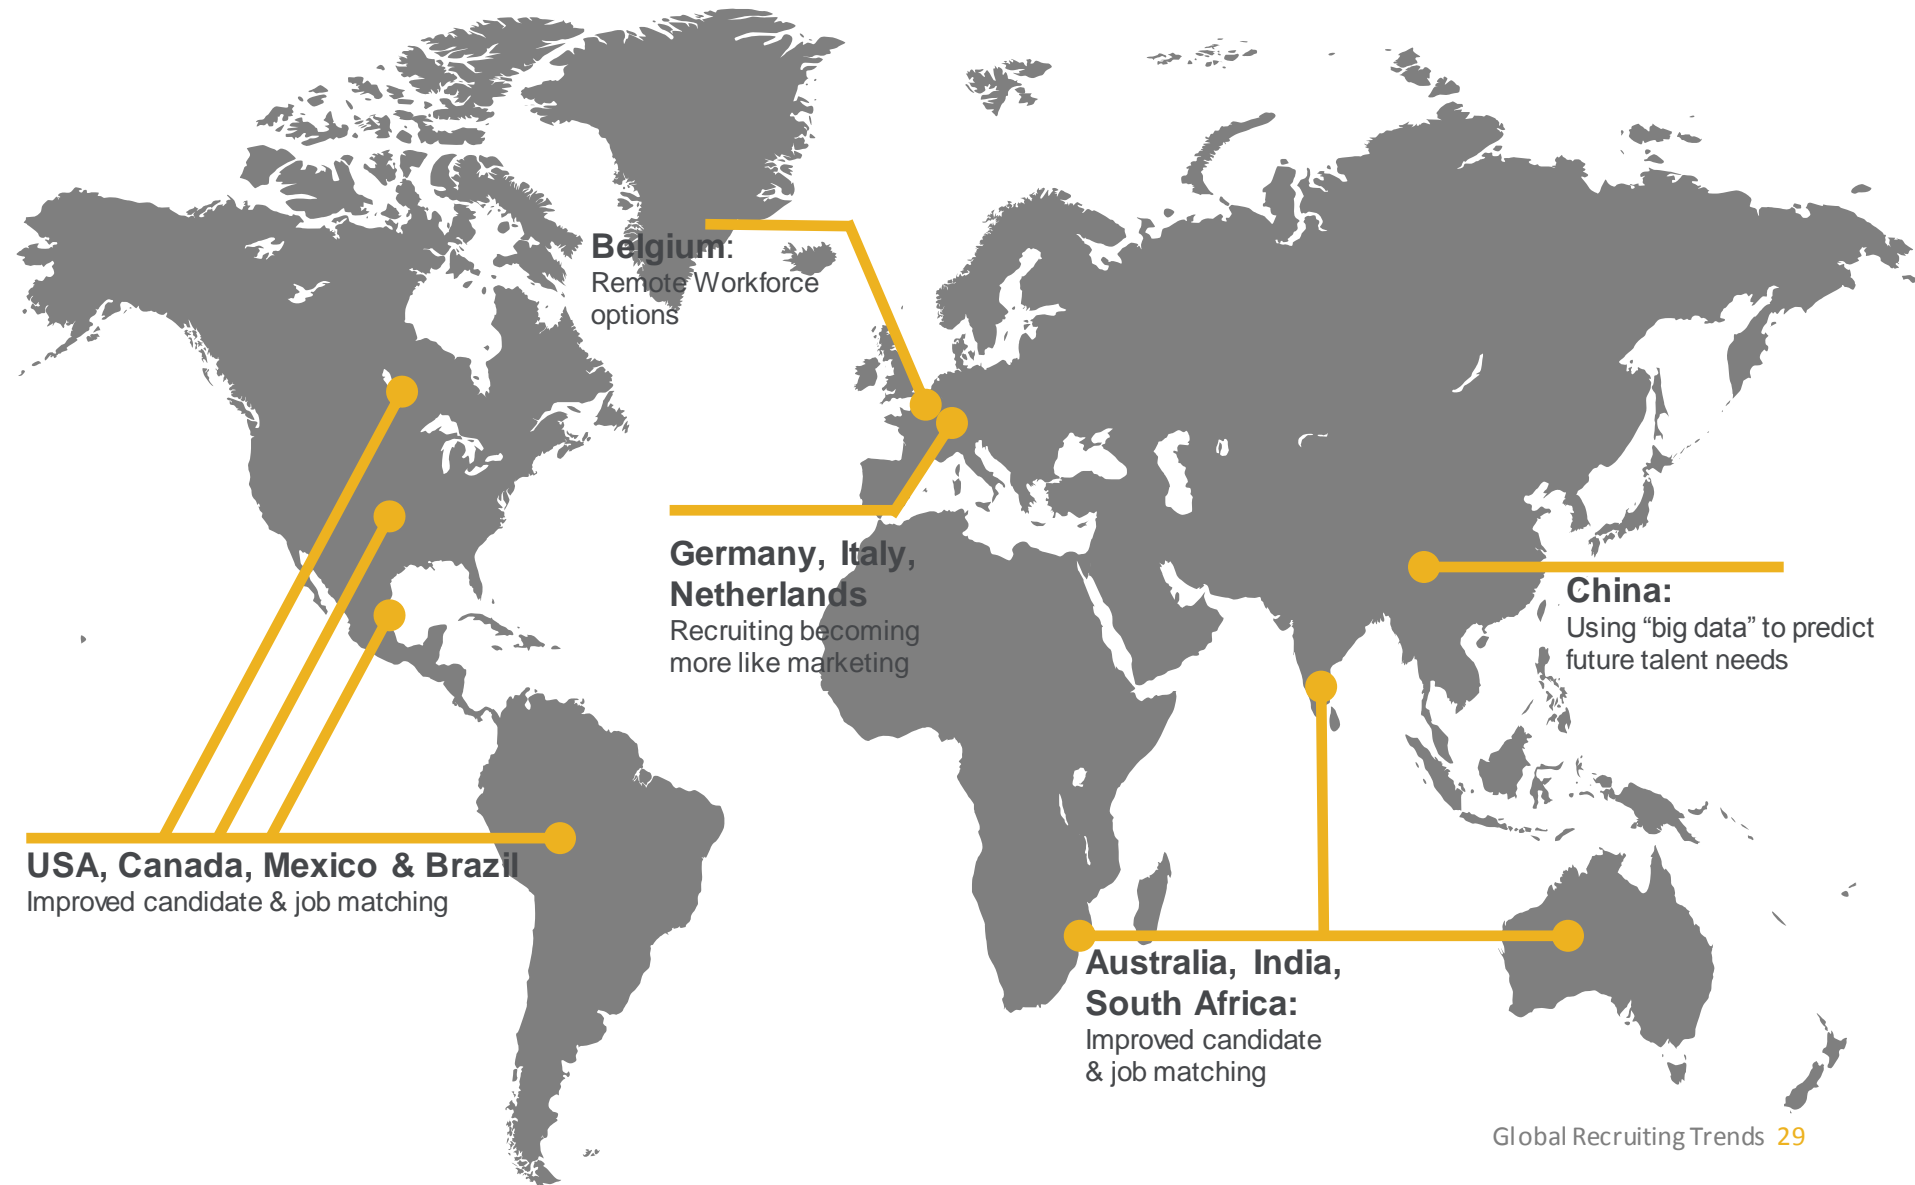 Belgium:
Remote Workforce
options
Germany, Italy,
Netherlands
Recruiting becoming
more like marketing
China:
Using “big data” to predict
future talent needs
USA, Canada, Mexico & Brazil
Improved candidate & job matching
Australia, India,
South Africa:
Improved candidate
& job matching
Global Recruiting Trends 29